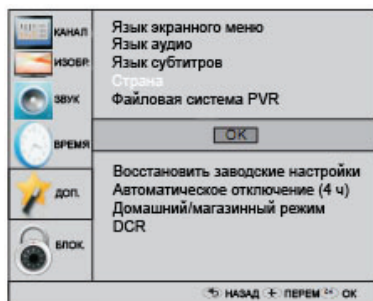 КАНАЛ
ИЗОБР.
ЗВУК
ВРЕМЯ
ДОП.
БЛОК.
Язык экранного меню
Язык аудио
Язык субтитров
Страна
Файловая система PVR
OK
Восстановить заводские настройки
Автоматическое отключение (4 ч)
Домашний/магазинный режим
DCR
НАЗАД ПЕРЕМ OK